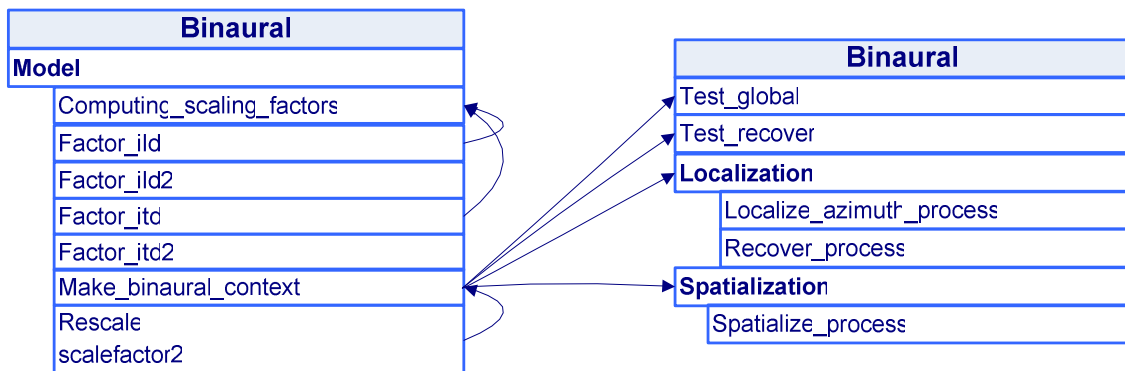 Binaural
Model
Computing_scaling_factors
Factor_ild
Factor_ild2
Factor_itd
Factor_itd2
Make_binaural_context
Rescale
scalefactor2
Binaural
Test_global
Test_recover
Localization
Localize_azimuth_process
Recover_process
Spatialization
Spatialize_process